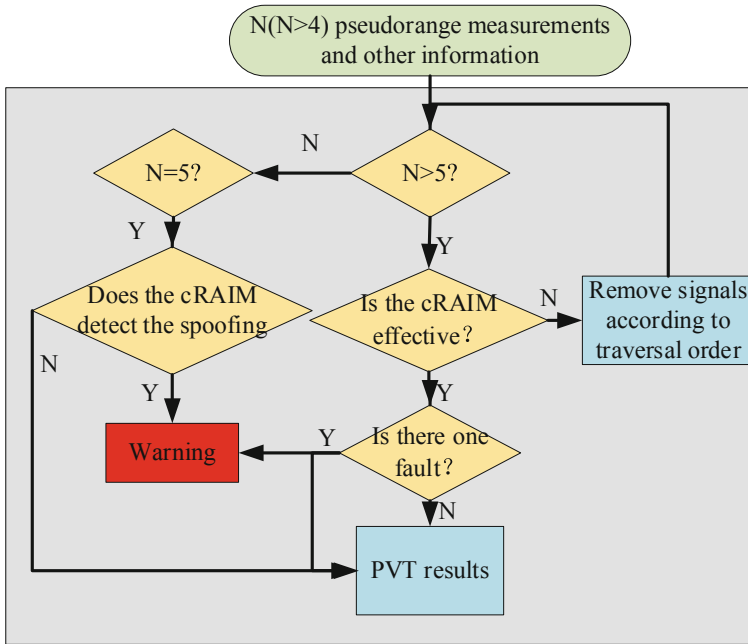 N(N>4) pseudorange measurements
and other information
N
N=5?
N>5?
Y
Y
Does the cRAIM
detect the spoofing
Is the cRAIM
effective？
N
Remove signals
according to
traversal order
N
Y
Y
Warning
Y
Is there one
fault？
N
PVT results